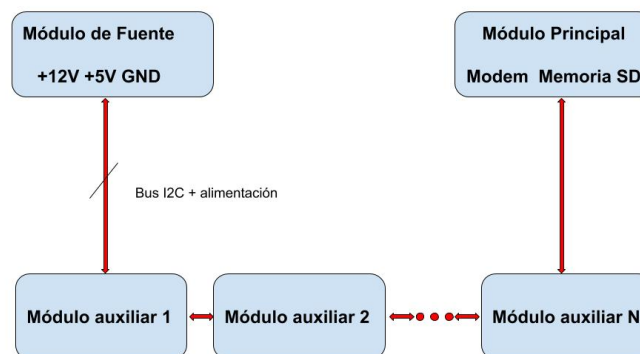 Módulo de Fuente
+12V +5V GND
Módulo Principal
Modem Memoria SD
Bus I2C + alimentación
Módulo auxiliar 1
Módulo auxiliar 2
Módulo auxiliar N